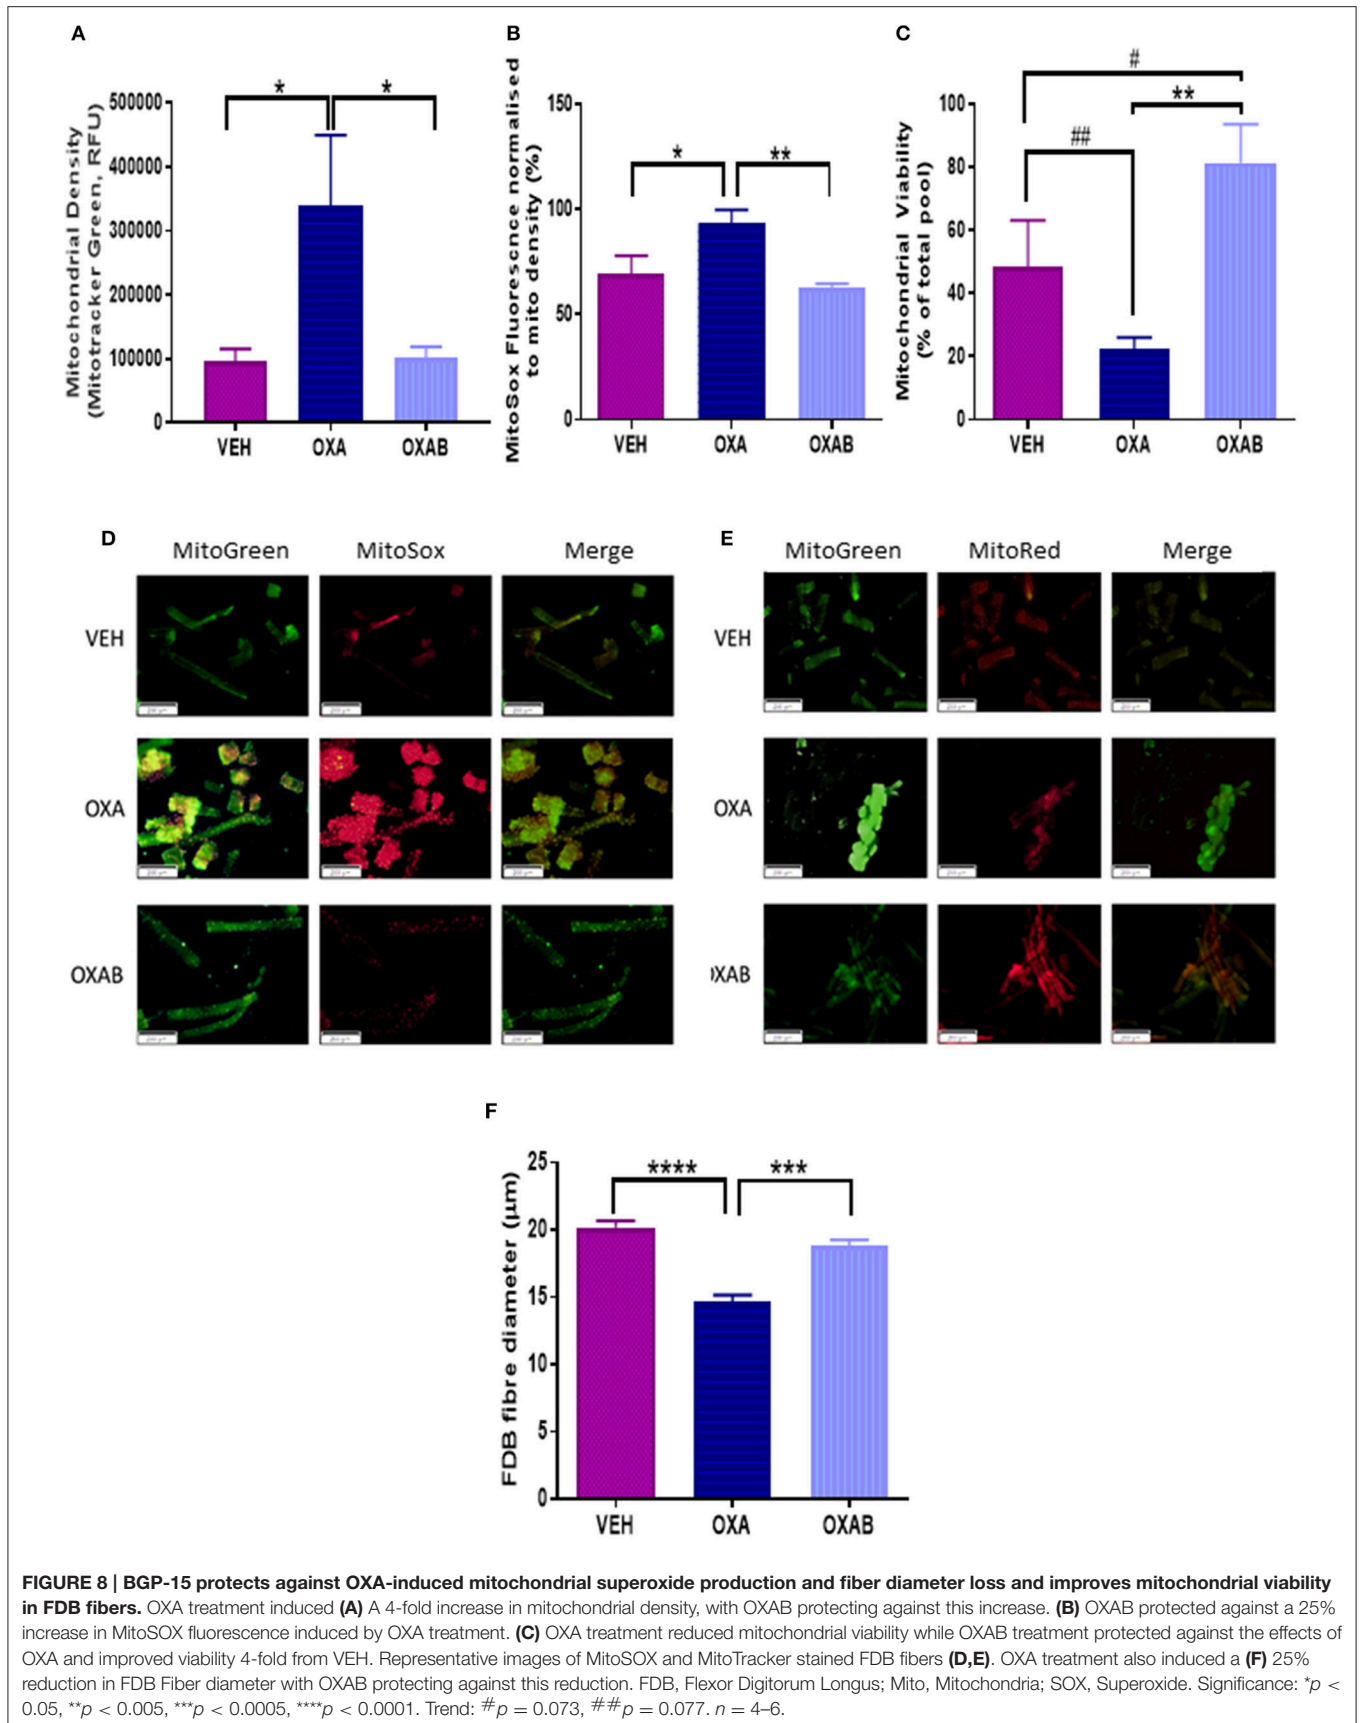 A
B
C
Mitochondrial Density
(Mitotracker Green, RFU)
500000
400000
300000
200000
100000
0
*
*
VEH
OXA
OXAB
MitoSox Fluorescnce normalised
to mito density (%)
150
100
50
0
*
**
VEH
OXA
OXAB
Mitochondrial Viability
(% of total pool)
100
80
60
40
20
0
#
**
##
VEH
OXA
OXAB
D
MitoGreen
MitoSox
Merge
VEH
OXA
OXAB
E
MitoGreen
MitoRed
Merge
VEH
OXA
XAB
F
FDB fibre diameter (µm)
25
20
15
10
5
0
****
***
VEH
OXA
OXAB
FIGURE 8 | BGP-15 protects against OXA-induced mitochondrial superoxide production and fiber diameter loss and improves mitochondrial viability
in FDB fibers. OXA treatment induced (A) A 4-fold increase in mitochondrial density, with OXAB protecting against this increase. (B) OXAB protected against a 25%
increase in MitoSOX fluorescence induced by OXA treatment. (C) OXA treatment reduced mitochondrial viability while OXAB treatment protected against the effects of
OXA and improved viability 4-fold from VEH. Representative images of MitoSOX and MitoTracker stained FDB fibers (D,E). OXA treatment also induced a (F) 25%
reduction in FDB Fiber diameter with OXAB protecting against this reduction. FDB, Flexor Digitorum Longus; Mito, Mitochondria; SOX, Superoxide. Significance: *p <
0.05, **p < 0.005, ***p < 0.0005, ****p < 0.0001. Trend: #p = 0.073, ##p = 0.077. n = 4–6.